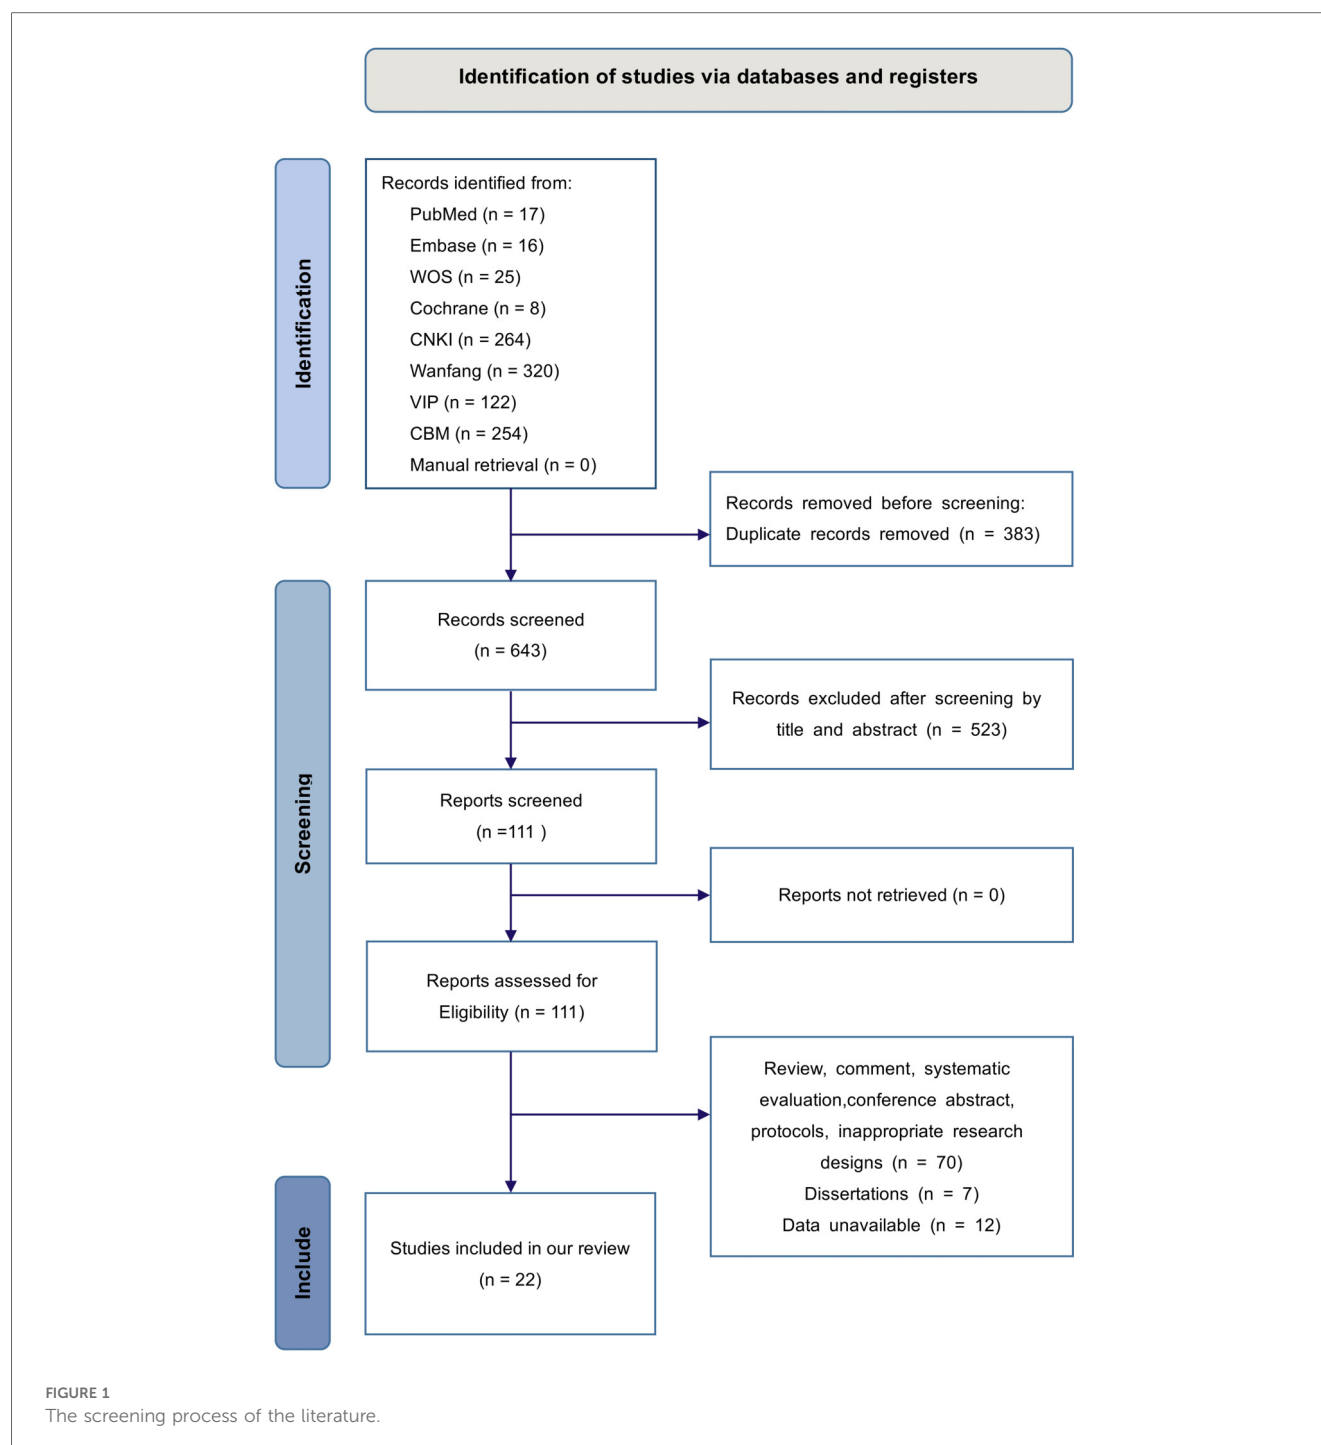 Identification of studies via databases and registers
Identification
Records identified from:
PubMed (n = 17)
Embase (n = 16)
WOS (n = 25)
Cochrane (n = 8)
CNKI (n = 264)
Wanfang (n = 320)
VIP (n = 122)
CBM (n = 254)
Manual retrieval (n = 0)
Records removed before screening:
Duplicate records removed (n = 383)
Screening
Records screened
(n = 643)
Records excluded after screening by
title and abstract (n = 523)
Reports screened
(n =111 )
Reports not retrieved (n = 0)
Reports assessed for
Eligibility (n = 111)
Review, comment, systematic
evaluation,conference abstract,
protocols, inappropriate research
designs (n = 70)
Dissertations (n = 7)
Data unavailable (n = 12)
Include
Studies included in our review
(n = 22)
FIGURE 1
The screening process of the literature.